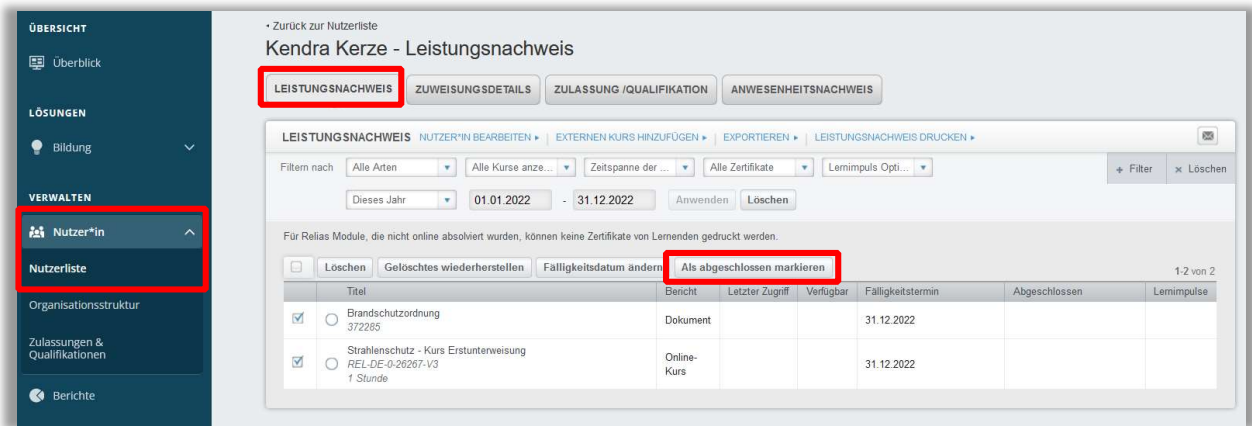 ÜBERSICHT
Überblick
LÖSUNGEN
Bildung
VERWALTEN
Nutzer*in
Nutzerliste
Organisationsstruktur
Zulassungen &
Qualifikationen
Berichte
Zurück zur Nutzerliste
Kendra Kerze - Leistungsnachweis
LEISTUNGSNACHWEIS ZUWEISUNGSDETAILS ZULASSUNG /QUALIFIKATION ANWESENHEITSNACHWEIS
LEISTUNGSNACHWEIS NUTZER*IN BEARBEITEN EXTERNEN KURS HINZUFÜGEN EXPORTIEREN LEISTUNGSNACHWEIS DRUCKEN
Filtern nach Alle Arten Alle Kurse anze... Zeitspanne der ... Alle Zertifikate Lernimpuls Opti... + Filter x Löschen
Dieses Jahr 01.01.2022 - 31.12.2022 Anwenden Löschen
Für Relias Module, die nicht online absolviert wurden, können keine Zertifikate von Lernenden gedruckt werden.
Löschen Gelöschtes wiederherstellen Fälligkeitsdatum ändern Als abgeschlossen markieren 1-2 von 2
Titel Bericht Letzter Zugriff Verfügbar Fälligkeitstermin Abgeschlossen Lernimpulse
Brandschutzordnung
372285
Dokument 31.12.2022
Strahlenschutz - Kurs Erstunterweisung
REL-DE-0-26267-V3
1 Stunde
Online-
Kurs
31.12.2022